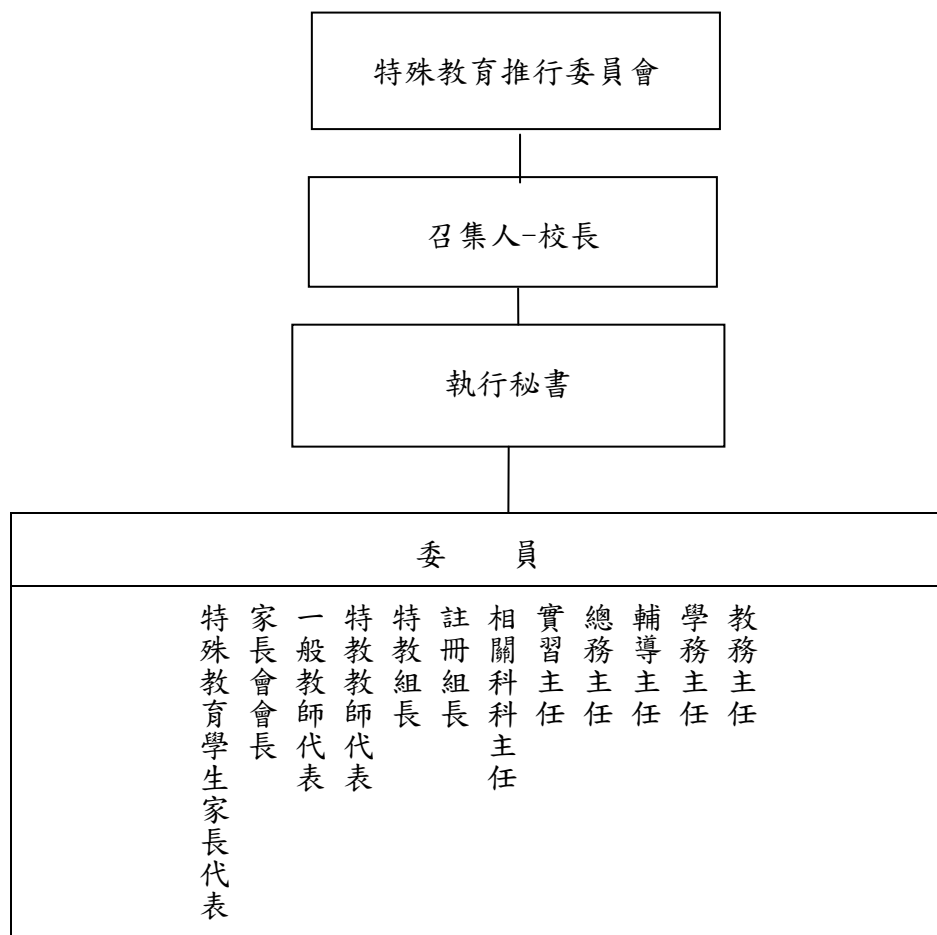 特殊教育推行委員會
召集人-校長
執行秘書
委　　員
教務主任
學務主任
輔導主任
總務主任
實習主任
相關科科主任
註冊組長
特教組長
特教教師代表
一般教師代表
家長會會長
特殊教育學生家長代表